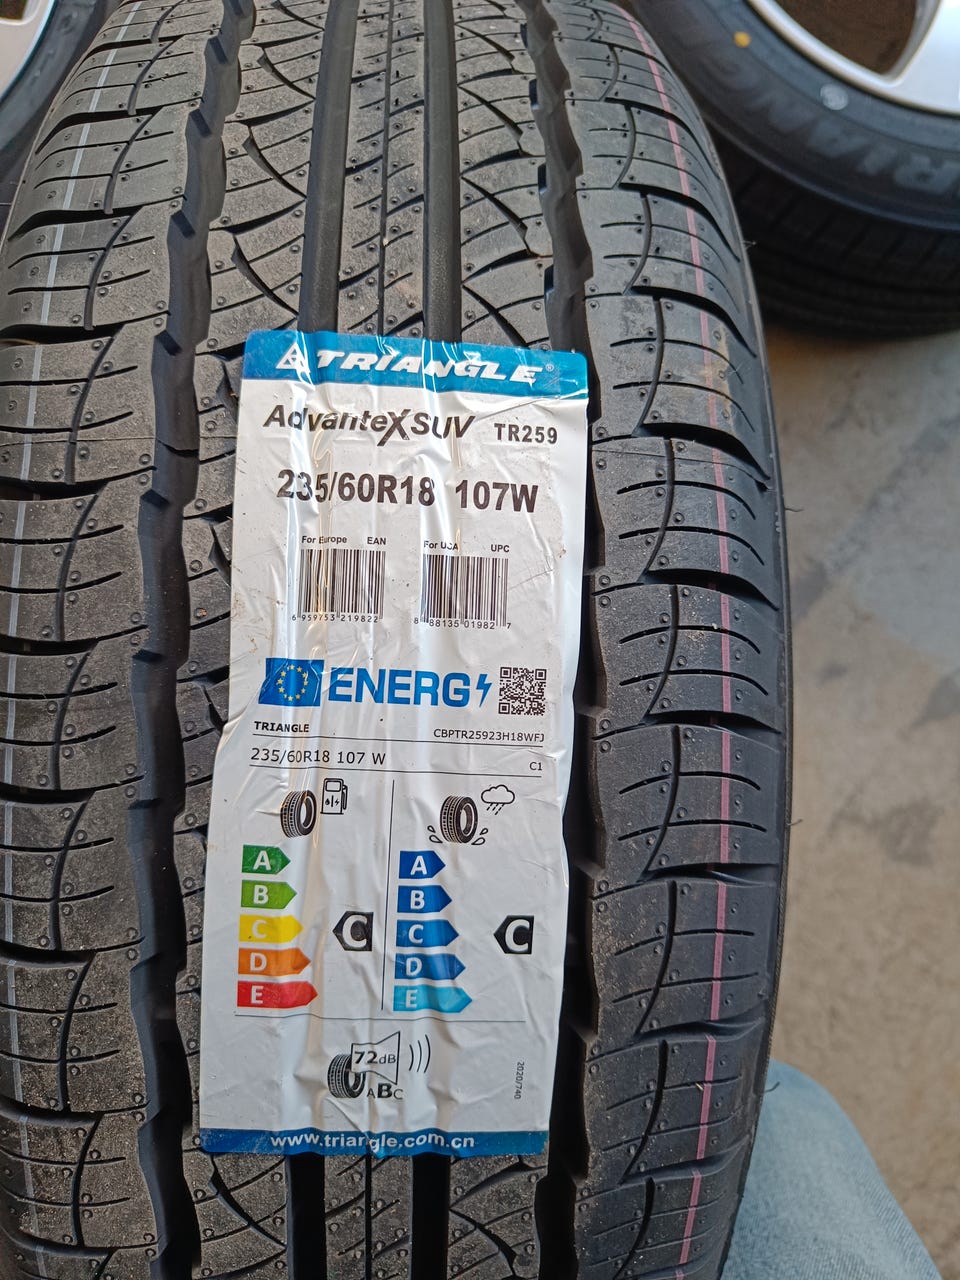 TRIANGLE®
AdvanteX SUV TR259
235/60R18 107W
For Europe EAN For USA UPC
6 959753 219822 8 88135 01982 7
ENERG
TRIANGLE CBPTR25923H18WFJ
235/60R18 107 W C1
A A
B B
C C C C
D D
E E
72dB
ABC
2020/740
www.triangle.com.cn